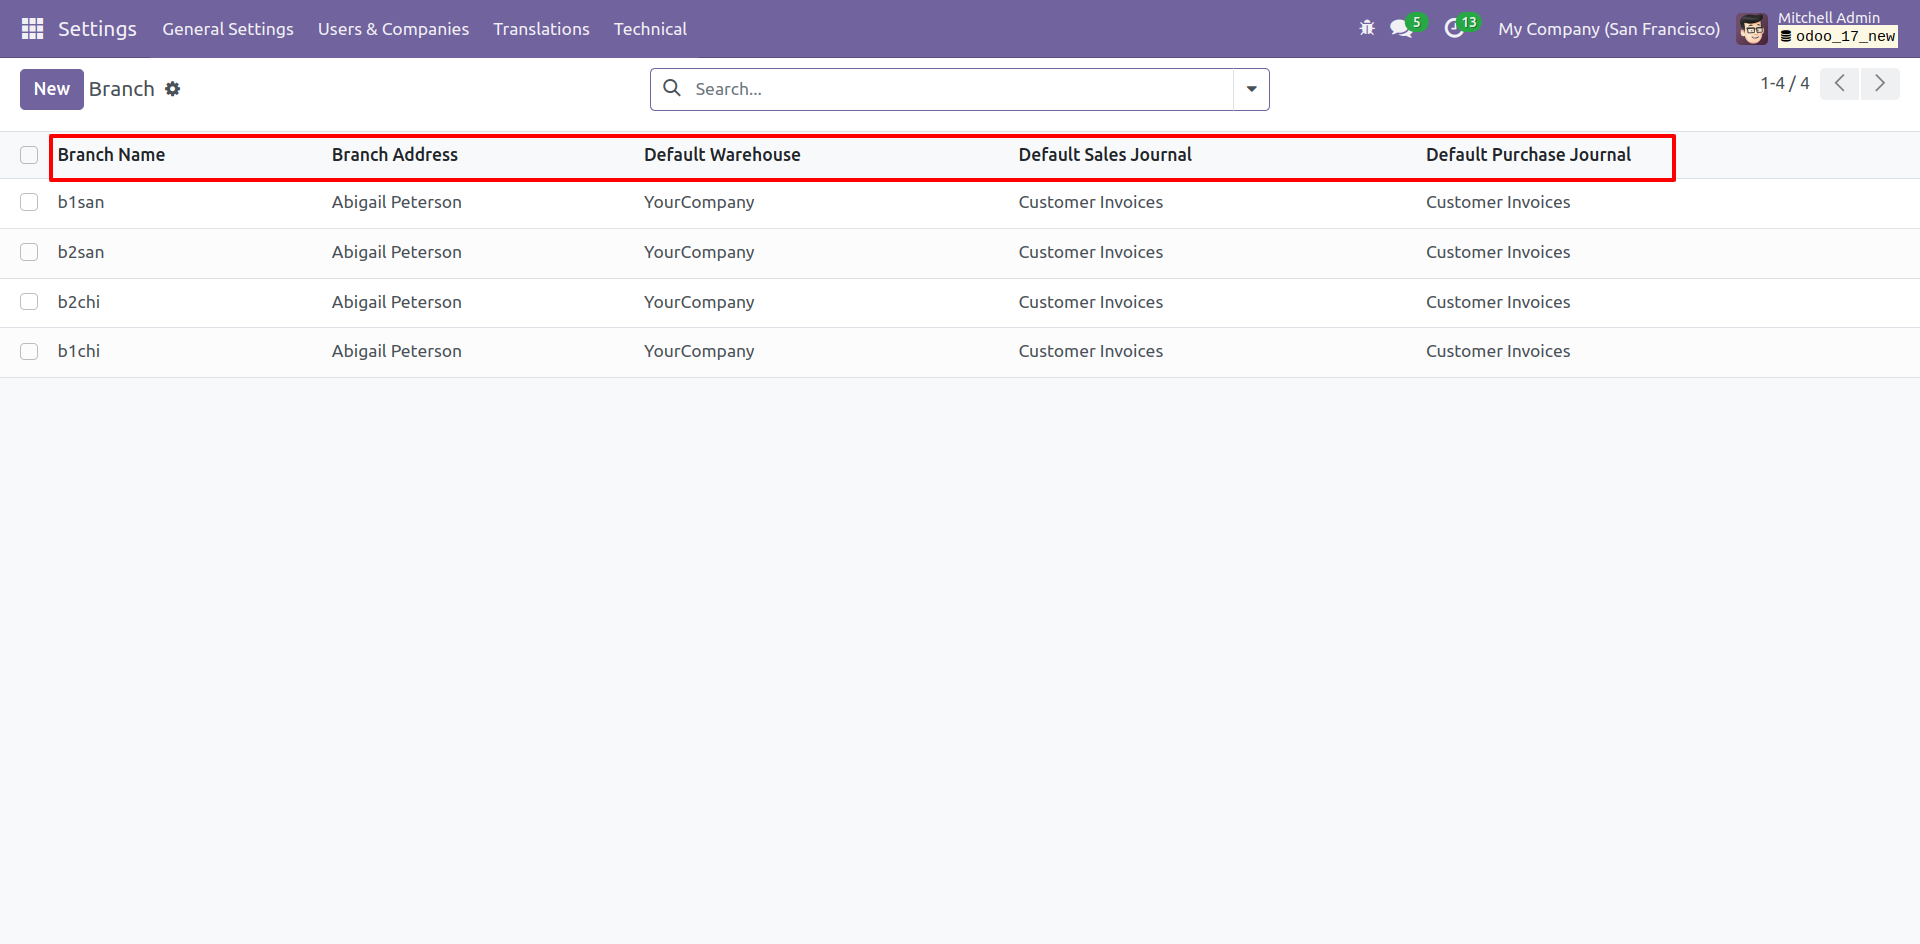 Settings General Settings Users & Companies Translations Technical 5 13 My Company (San Francisco) Mitchell Admin
odoo_17_new
New Branch Search... 1-4 / 4
Branch Name Branch Address Default Warehouse Default Sales Journal Default Purchase Journal
b1san Abigail Peterson YourCompany Customer Invoices Customer Invoices
b2san Abigail Peterson YourCompany Customer Invoices Customer Invoices
b2chi Abigail Peterson YourCompany Customer Invoices Customer Invoices
b1chi Abigail Peterson YourCompany Customer Invoices Customer Invoices